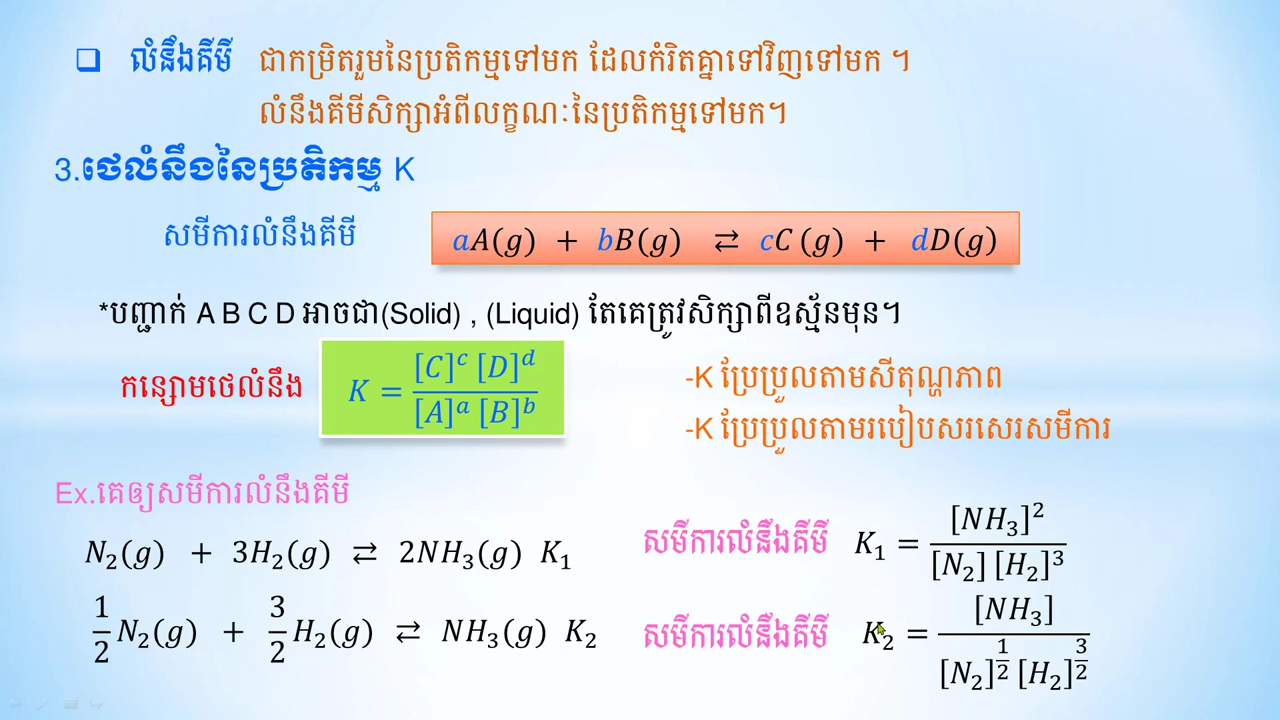 ❑ លំនឹងគីមី ជាកម្រិតរួមនៃប្រតិកម្មទៅមក ដែលកំរិតគ្នាទៅវិញទៅមក ។
លំនឹងគីមីសិក្សាអំពីលក្ខណៈនៃប្រតិកម្មទៅមក។
3.ថេលំនឹងនៃប្រតិកម្ម K
សមីការលំនឹងគីមី aA(g) + bB(g) ⇄ cC (g) + dD(g)
*បញ្ជាក់ A B C D អាចជា(Solid) , (Liquid) តែគេត្រូវសិក្សាពីឧស្ម័នមុន។
កន្សោមថេលំនឹង K = [C]^c [D]^d / [A]^a [B]^b
-K ប្រែប្រួលតាមសីតុណ្ហភាព
-K ប្រែប្រួលតាមរបៀបសរសេរសមីការ
Ex.គេឲ្យសមីការលំនឹងគីមី
N₂(g) + 3H₂(g) ⇄ 2NH₃(g) K₁ សមីការលំនឹងគីមី K₁ = [NH₃]² / [N₂] [H₂]³
1/2 N₂(g) + 3/2 H₂(g) ⇄ NH₃(g) K₂ សមីការលំនឹងគីមី K₂ = [NH₃] / [N₂]^(1/2) [H₂]^(3/2)